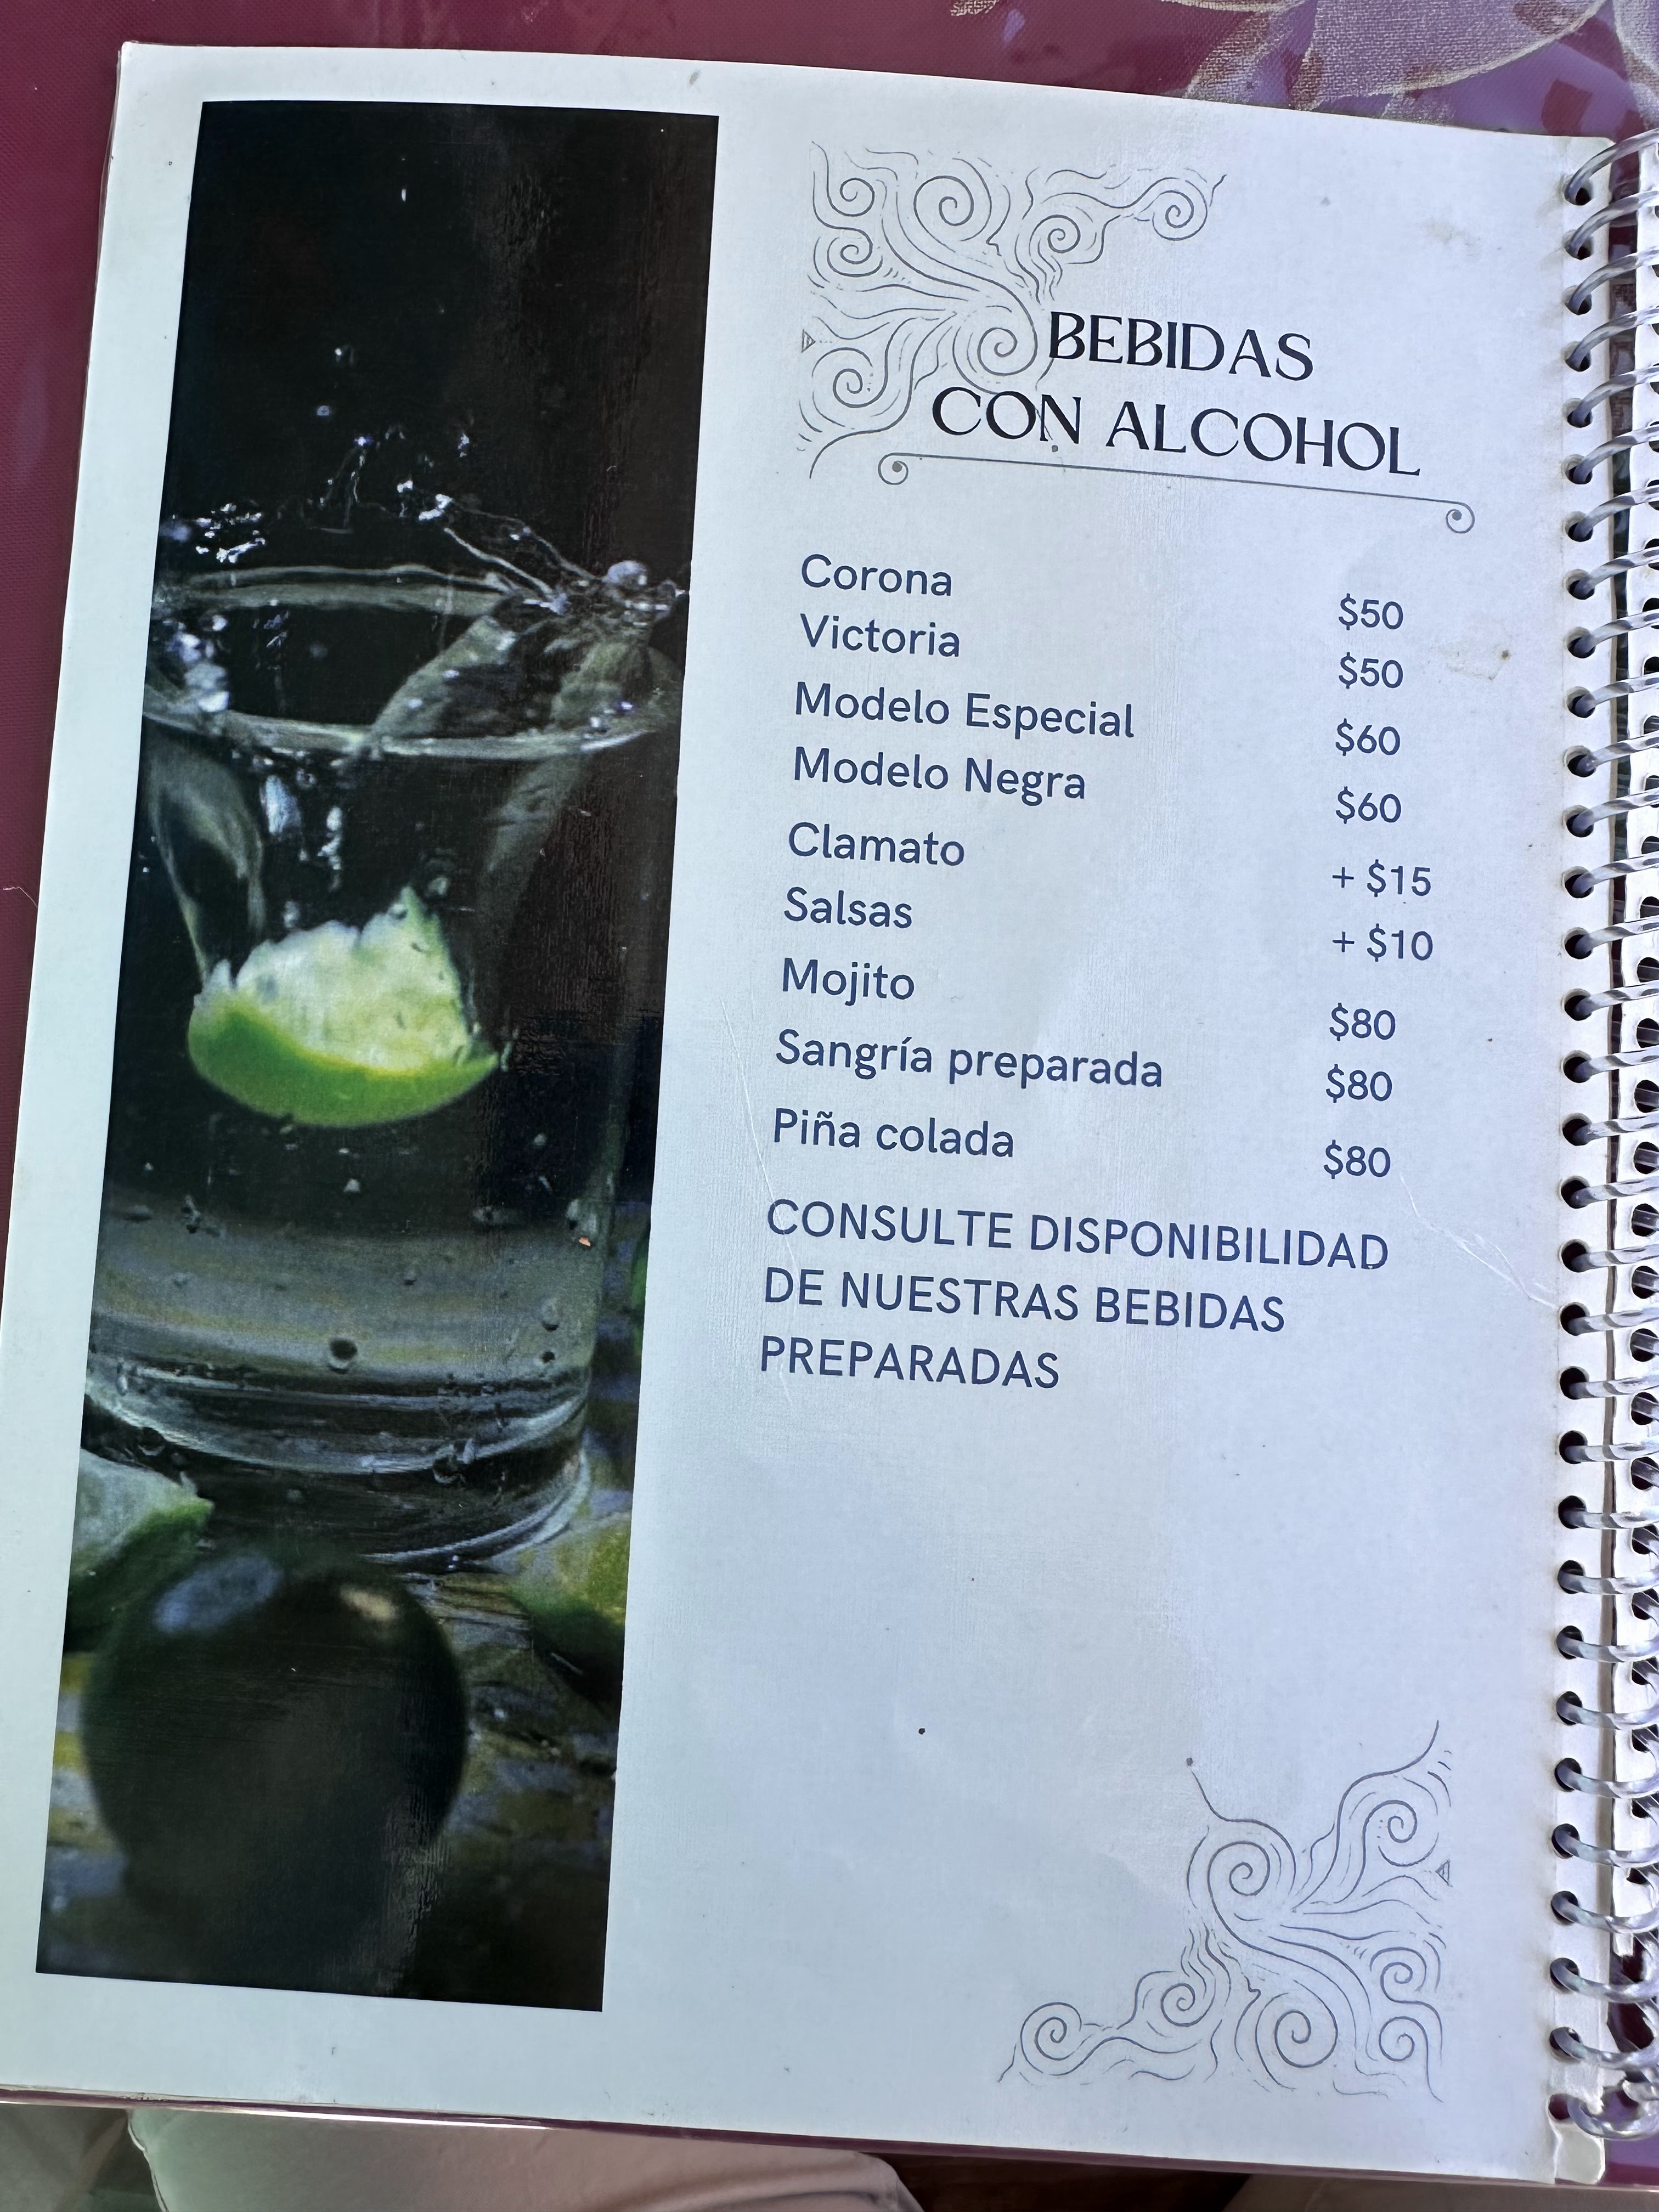 BEBIDAS
CON ALCOHOL
Corona $50
Victoria $50
Modelo Especial $60
Modelo Negra $60
Clamato + $15
Salsas + $10
Mojito $80
Sangría preparada $80
Piña colada $80
CONSULTE DISPONIBILIDAD
DE NUESTRAS BEBIDAS
PREPARADAS